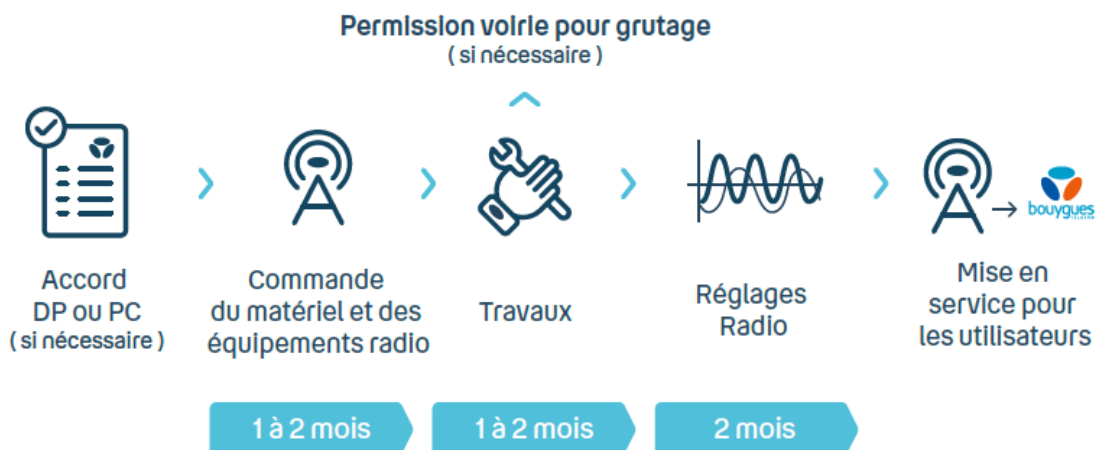 Permission voirie pour grutage
( si nécessaire )
Accord
DP ou PC
( si nécessaire )
Commande
du matériel et des
équipements radio
Travaux
Réglages
Radio
bouygues
TELECOM
Mise en
service pour
les utilisateurs
1 à 2 mois
1 à 2 mois
2 mois